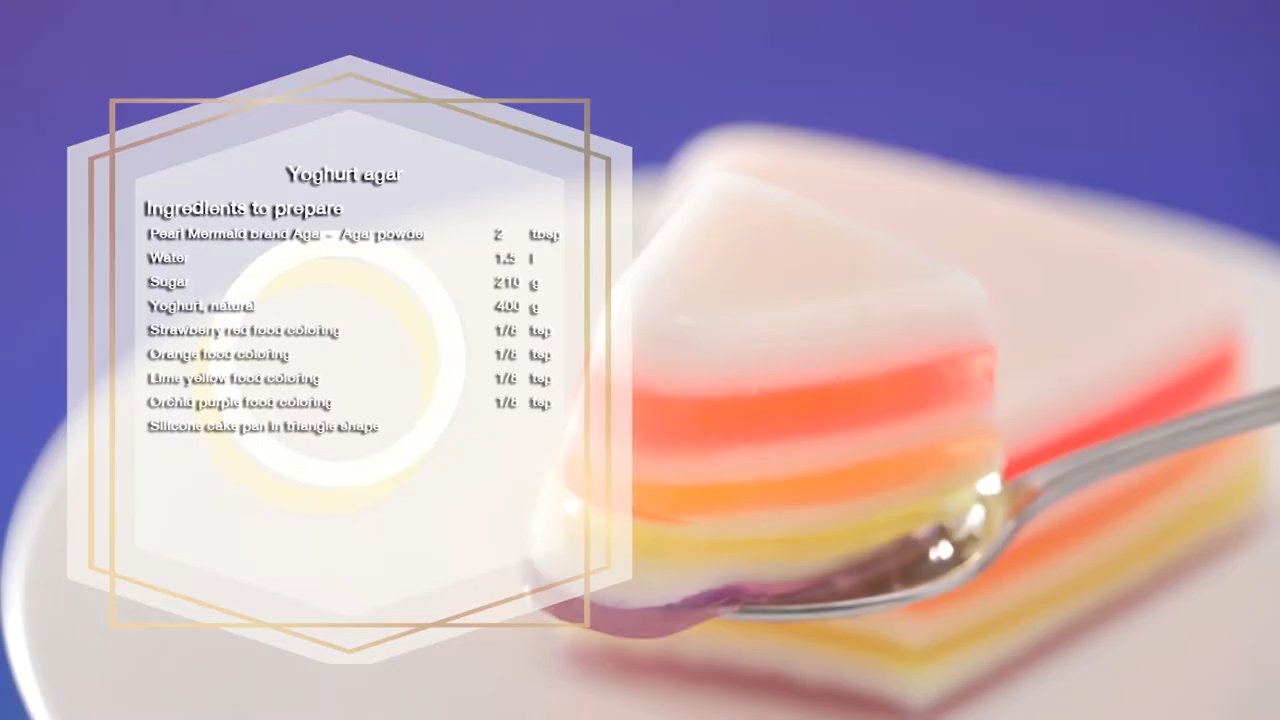 Yoghurt agar
Ingredients to prepare
Pearl Mermaid brand Agar - Agar powder 2 tbsp
Water 1.5 l
Sugar 210 g
Yoghurt, natural 400 g
Strawberry red food coloring 1/8 tsp
Orange food coloring 1/8 tsp
Lime yellow food coloring 1/8 tsp
Orchid purple food coloring 1/8 tsp
Silicone cake pan in triangle shape